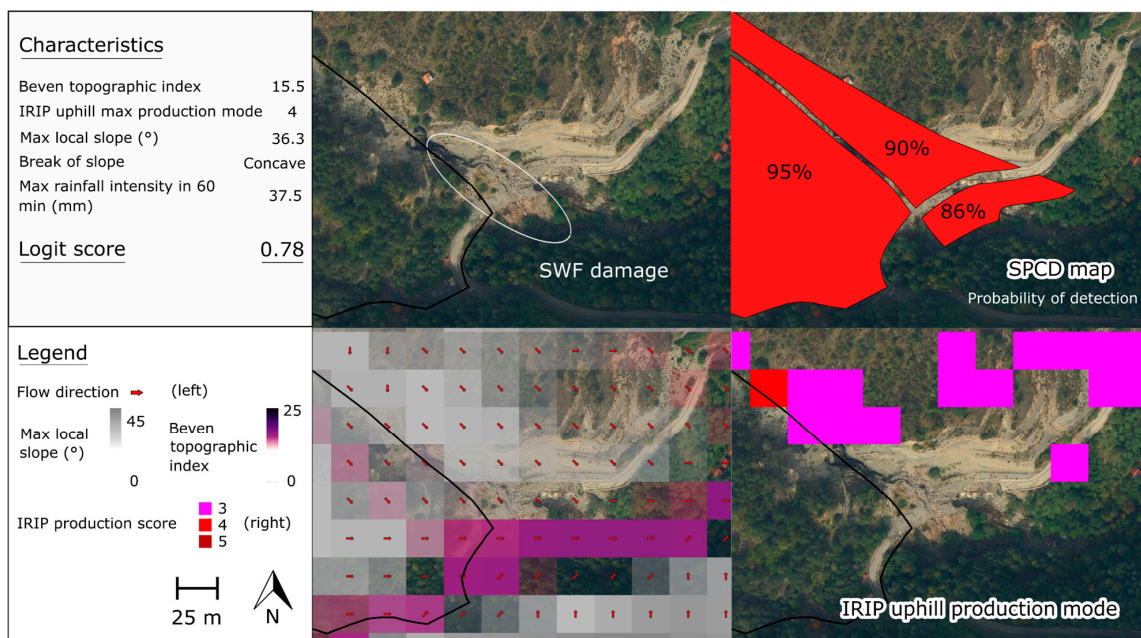 Characteristics
Beven topographic index 15.5
IRIP uphill max production mode 4
Max local slope (°) 36.3
Break of slope Concave
Max rainfall intensity in 60
min (mm) 37.5
Logit score 0.78
SWF damage
95%
90%
86%
SPCD map
Probability of detection
Legend
Flow direction (left)
Max local
slope (°)
45
0
Beven
topographic
index
25
0
IRIP production score
3
4
5
(right)
25 m
N
IRIP uphill production mode